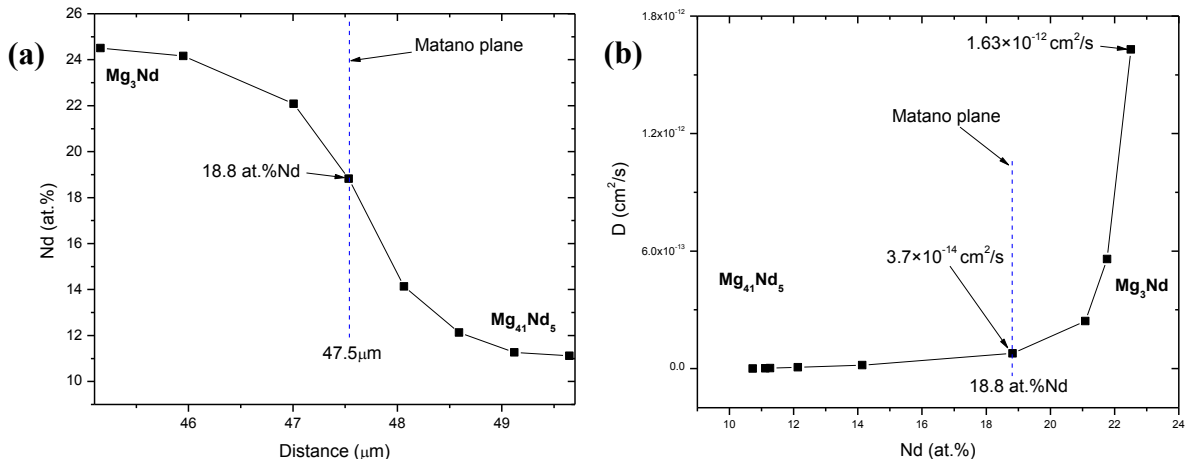 (a)
26
24
22
20
18
16
14
12
10
Nd (at.%)
Mg₃Nd
Matano plane
18.8 at.%Nd
Mg₄₁Nd₅
47.5μm
46 47 48 49
Distance (μm)
(b)
1.8x10⁻¹²
1.2x10⁻¹²
6.0x10⁻¹³
0.0
D (cm²/s)
1.63×10⁻¹² cm²/s
Matano plane
3.7×10⁻¹⁴ cm²/s
Mg₄₁Nd₅
Mg₃Nd
18.8 at.%Nd
10 12 14 16 18 20 22 24
Nd (at.%)